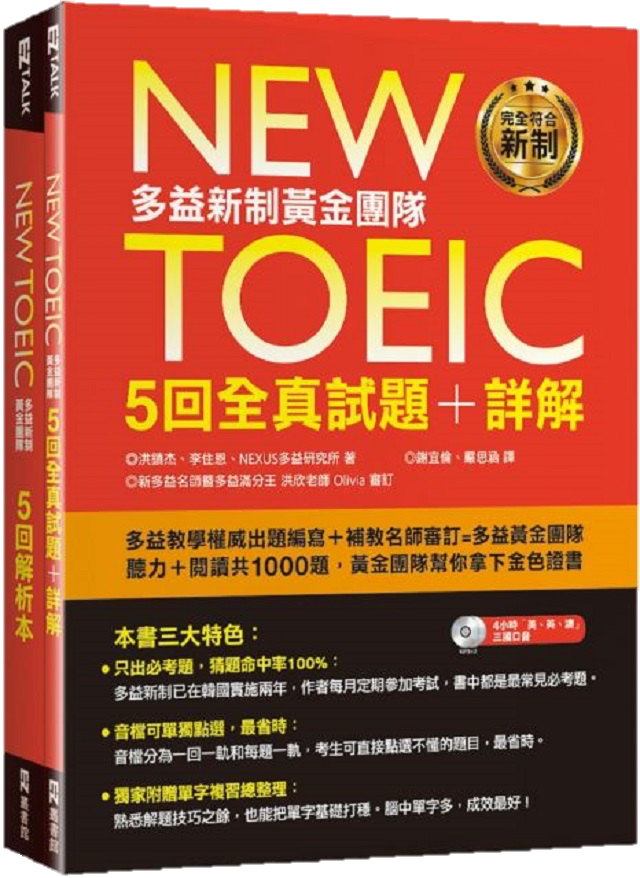 NEW
完全符合
新制
多益新制黃金團隊
TOEIC
5回全真試題＋詳解
◎洪鎮杰、李住恩、NEXUS多益研究所 著
◎謝宜倫、嚴思涵 譯
◎新多益名師暨多益滿分王 洪欣老師 Olivia 審訂
多益教學權威出題編寫＋補教名師審訂=多益黃金團隊
聽力＋閱讀共1000題，黃金團隊幫你拿下金色證書
本書三大特色：
4小時「美、英、澳」
三國口音
●只出必考題，猜題命中率100%：
多益新制已在韓國實施兩年，作者每月定期參加考試，書中都是最常見必考題。
●音檔可單獨點選，最省時：
音檔分為一回一軌和每題一軌，考生可直接點選不懂的題目，最省時。
●獨家附贈單字複習總整理：
熟悉解題技巧之餘，也能把單字基礎打穩。腦中單字多，成效最好！
EZ TALK
NEW TOEIC
多益新制
黃金團隊
5回全真試題＋詳解
EZ叢書館
EZ TALK
NEW TOEIC
多益新制
黃金團隊
5回解析本
EZ叢書館